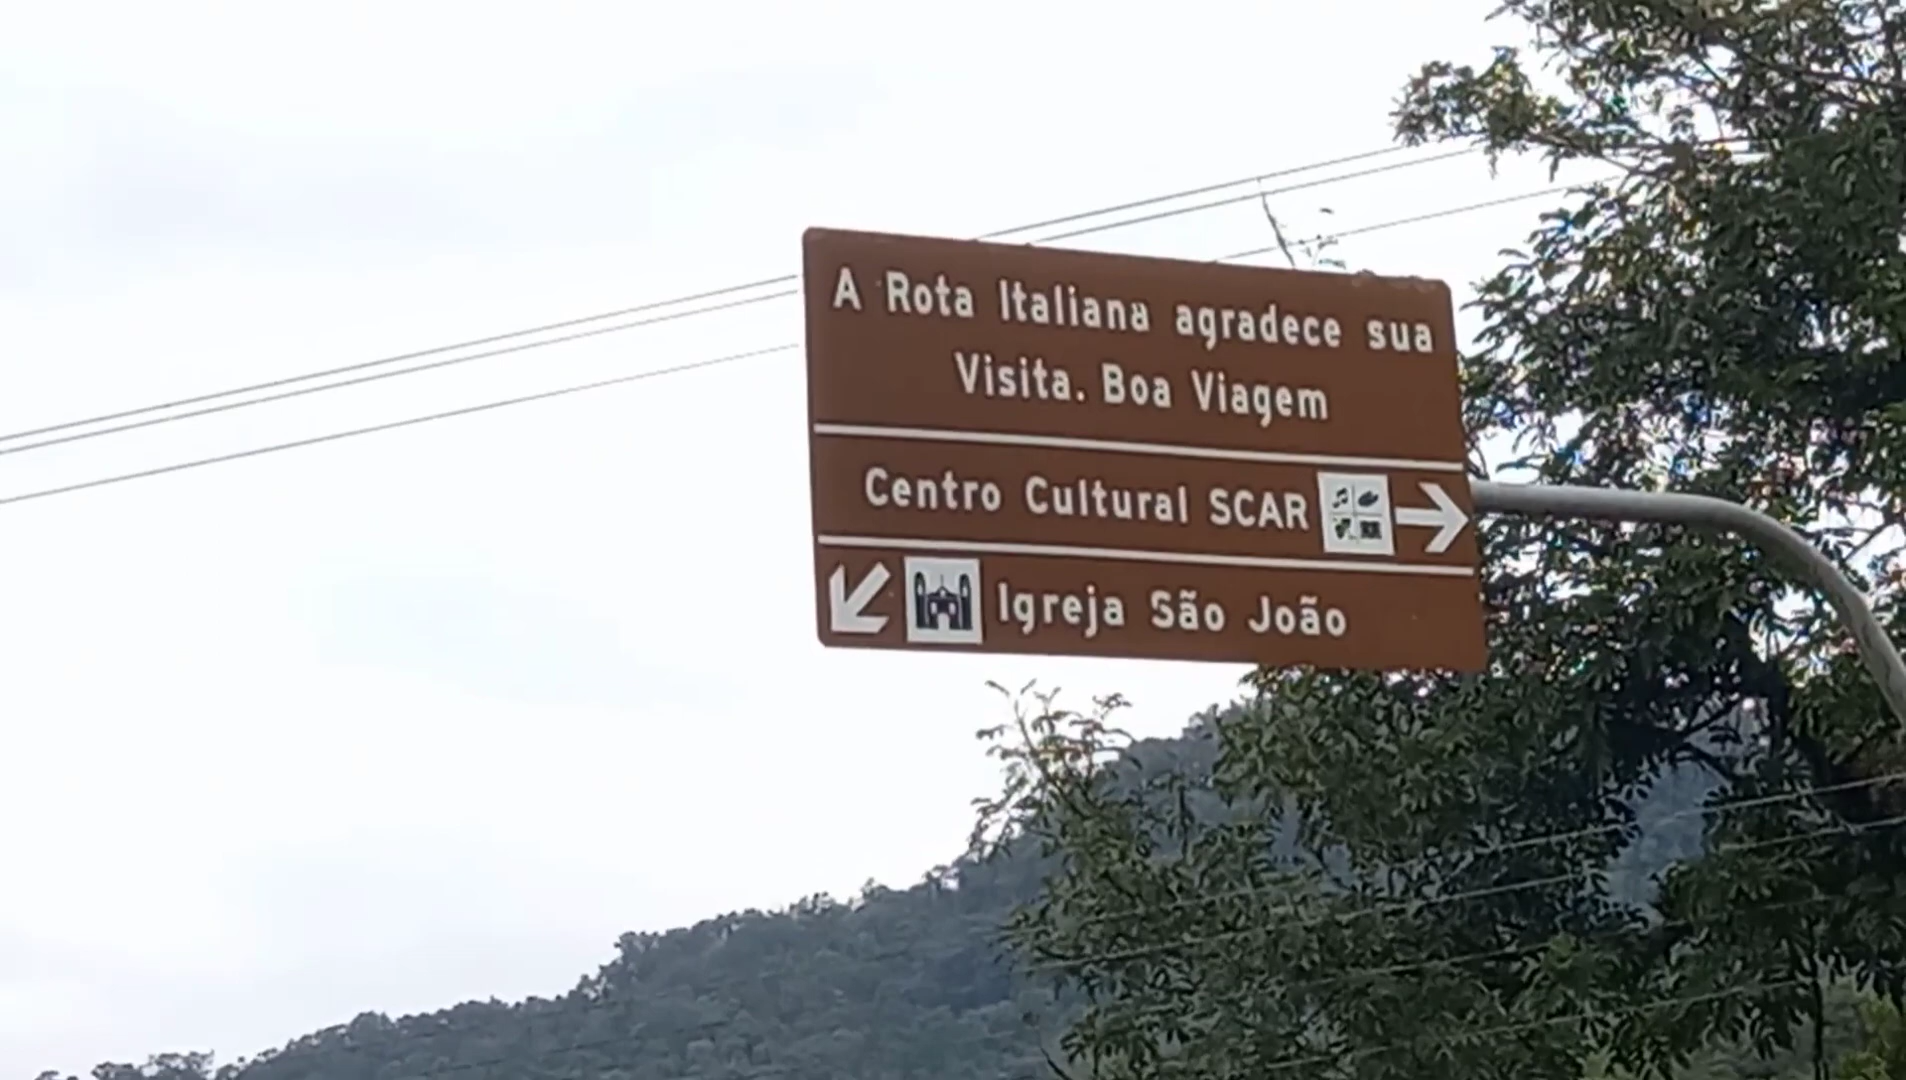 A Rota Italiana agradece sua
Visita. Boa Viagem
Centro Cultural SCAR
Igreja São João